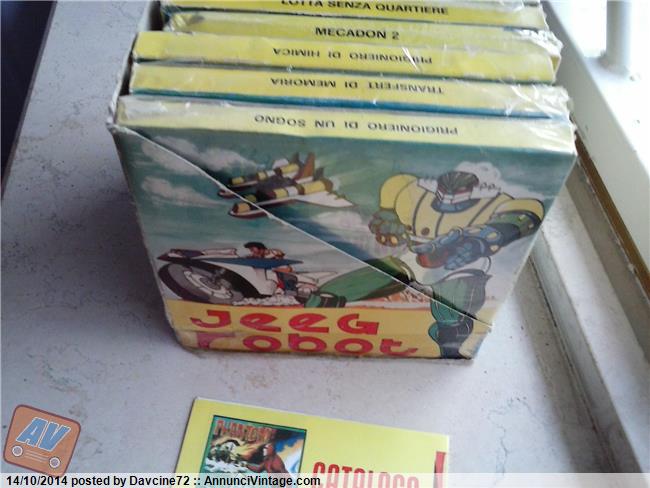 LOTTA SENZA QUARTIERE
MECADON 2
PRIGIONIERO DI HIMICA
TRANSFERT DI MEMORIA
PRIGIONIERO DI UN SOGNO
JeeG
robot
CATALOGO
AV
14/10/2014 posted by Davcine72 :: AnnunciVintage.com